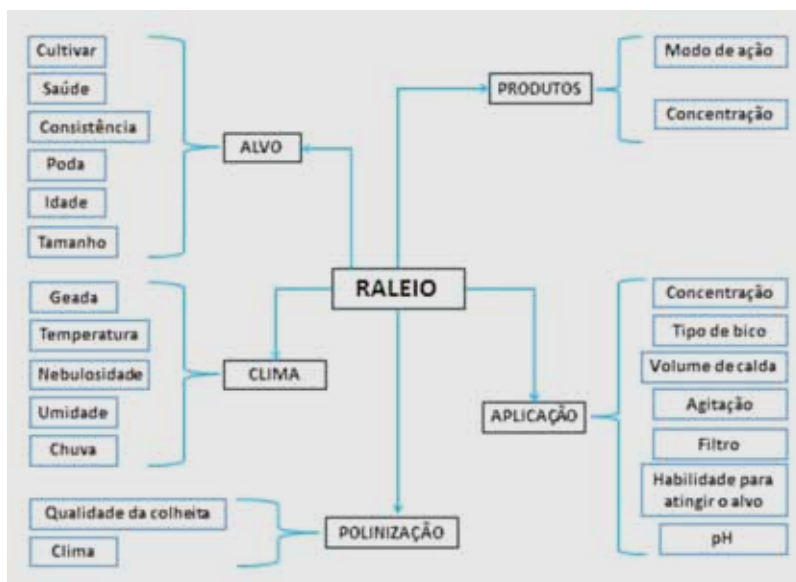 Cultivar
Saúde
Consistência
Poda
Idade
Tamanho
ALVO
PRODUTOS
Modo de ação
Concentração
RALEIO
Geada
Temperatura
Nebulosidade
Umidade
Chuva
CLIMA
APLICAÇÃO
Concentração
Tipo de bico
Volume de calda
Agitação
Filtro
Habilidade para
atingir o alvo
pH
Qualidade da colheita
Clima
POLINIZAÇÃO